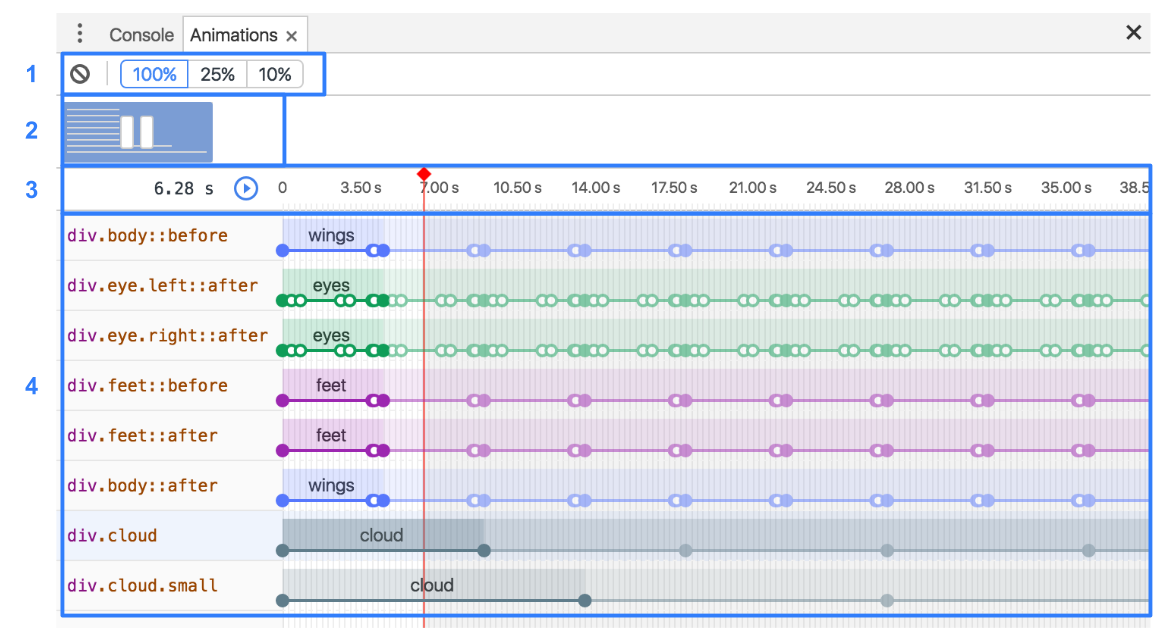 Console Animations ×
1 100% 25% 10%
2
3 6.28 s 0 3.50 s 7.00 s 10.50 s 14.00 s 17.50 s 21.00 s 24.50 s 28.00 s 31.50 s 35.00 s 38.5
div.body::before wings
div.eye.left::after eyes
div.eye.right::after eyes
4 div.feet::before feet
div.feet::after feet
div.body::after wings
div.cloud cloud
div.cloud.small cloud